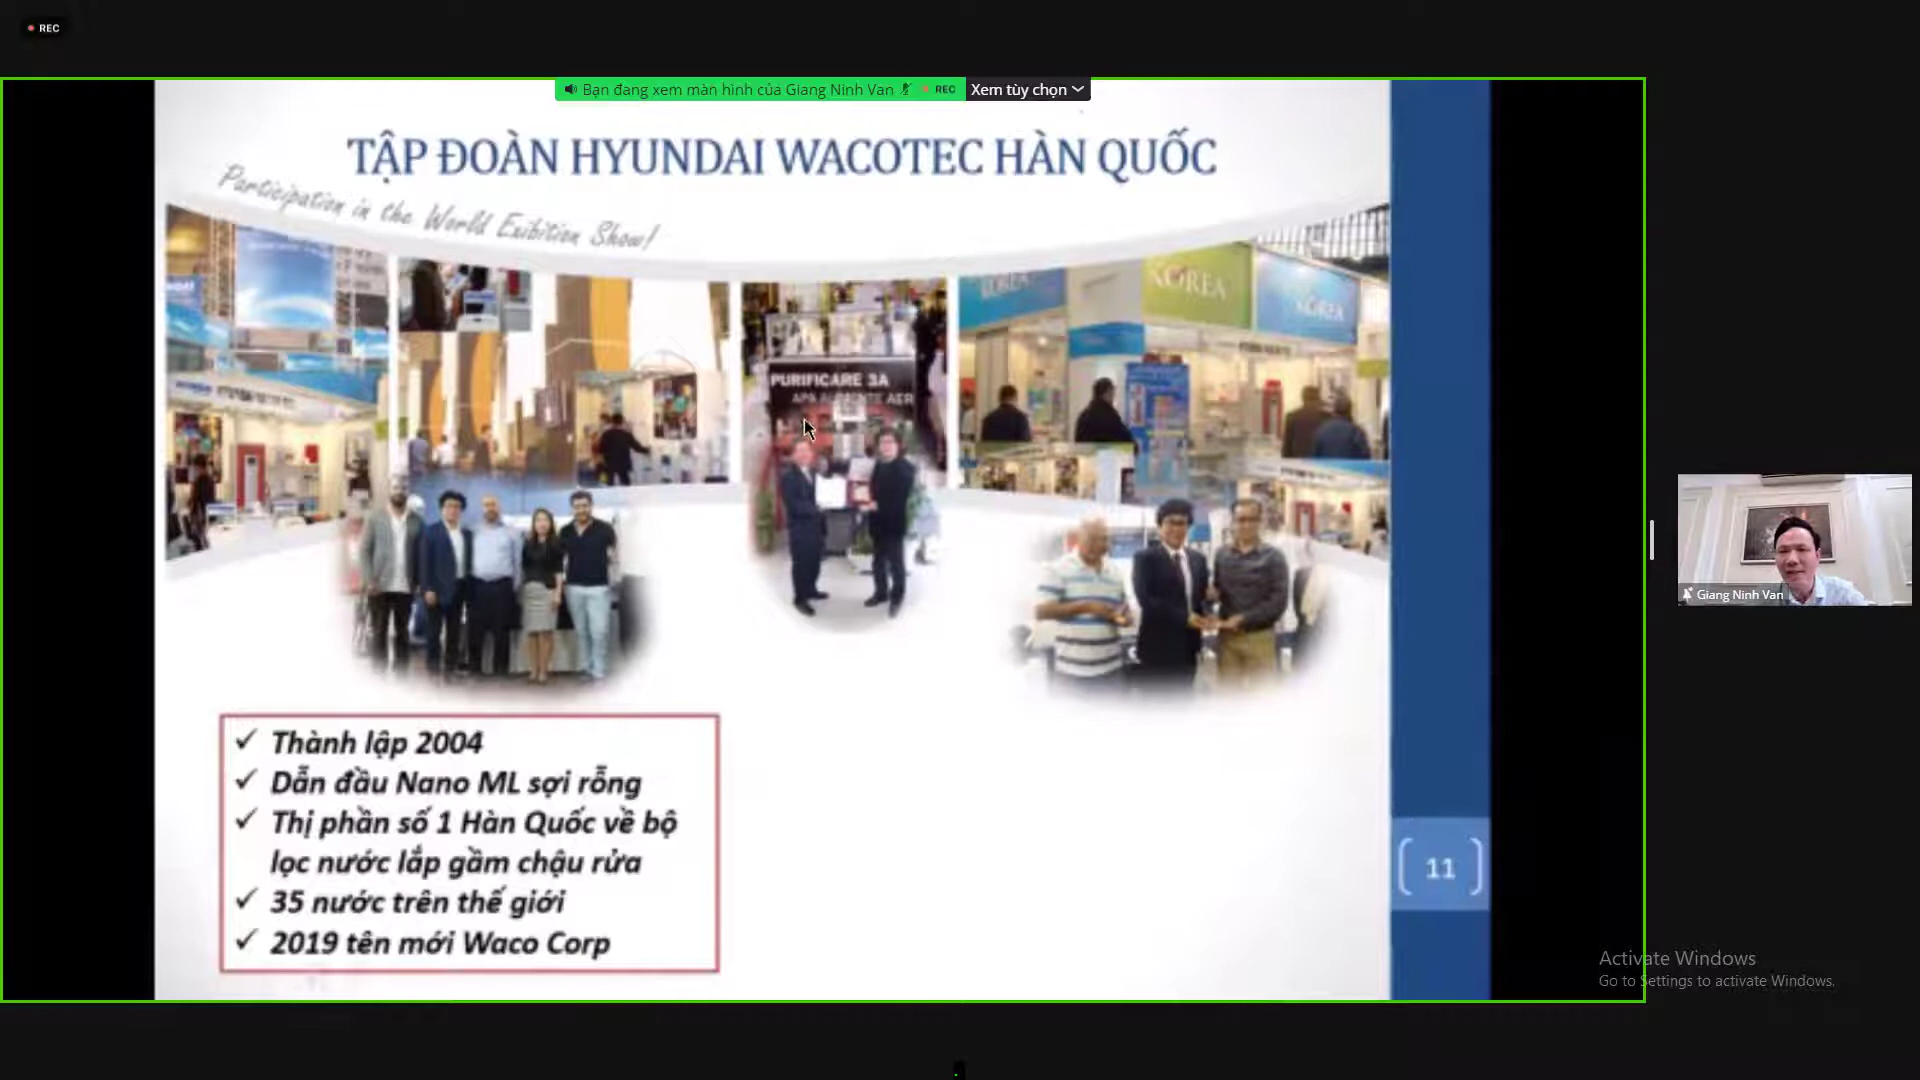 REC
Bạn đang xem màn hình của Giang Ninh Van REC Xem tùy chọn
TẬP ĐOÀN HYUNDAI WACOTEC HÀN QUỐC
Participation in the World Exibition Show!
KOREA
KOREA
KOREA
PURIFICARE 3A
✓ Thành lập 2004
✓ Dẫn đầu Nano ML sợi rỗng
✓ Thị phần số 1 Hàn Quốc về bộ
lọc nước lắp gầm chậu rửa
✓ 35 nước trên thế giới
✓ 2019 tên mới Waco Corp
11
Giang Ninh Van
Activate Windows
Go to Settings to activate Windows.